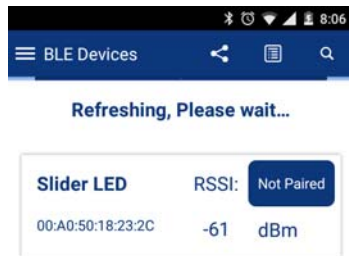 8:06
BLE Devices
Refreshing, Please wait...
Slider LED RSSI: Not Paired
00:A0:50:18:23:2C -61 dBm